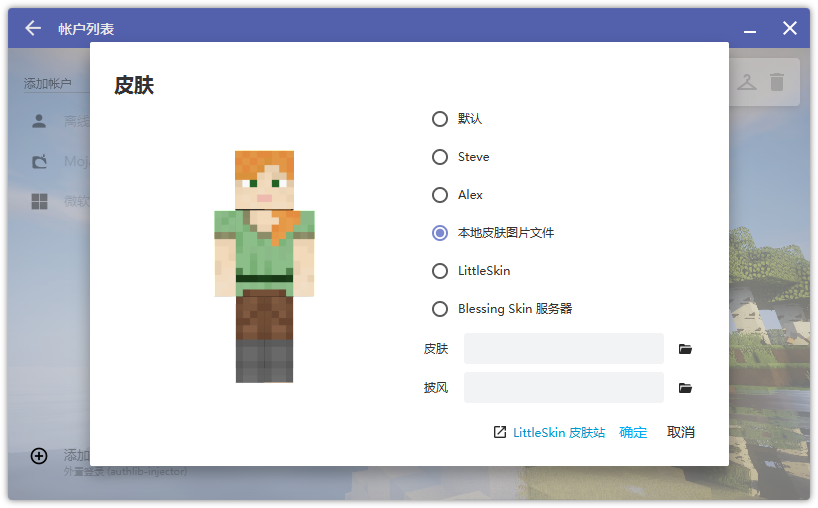 帐户列表
添加帐户
离线
Moj
微软
皮肤
默认
Steve
Alex
本地皮肤图片文件
LittleSkin
Blessing Skin 服务器
皮肤
披风
LittleSkin 皮肤站
确定
取消
添加
外置登录 (authlib-injector)